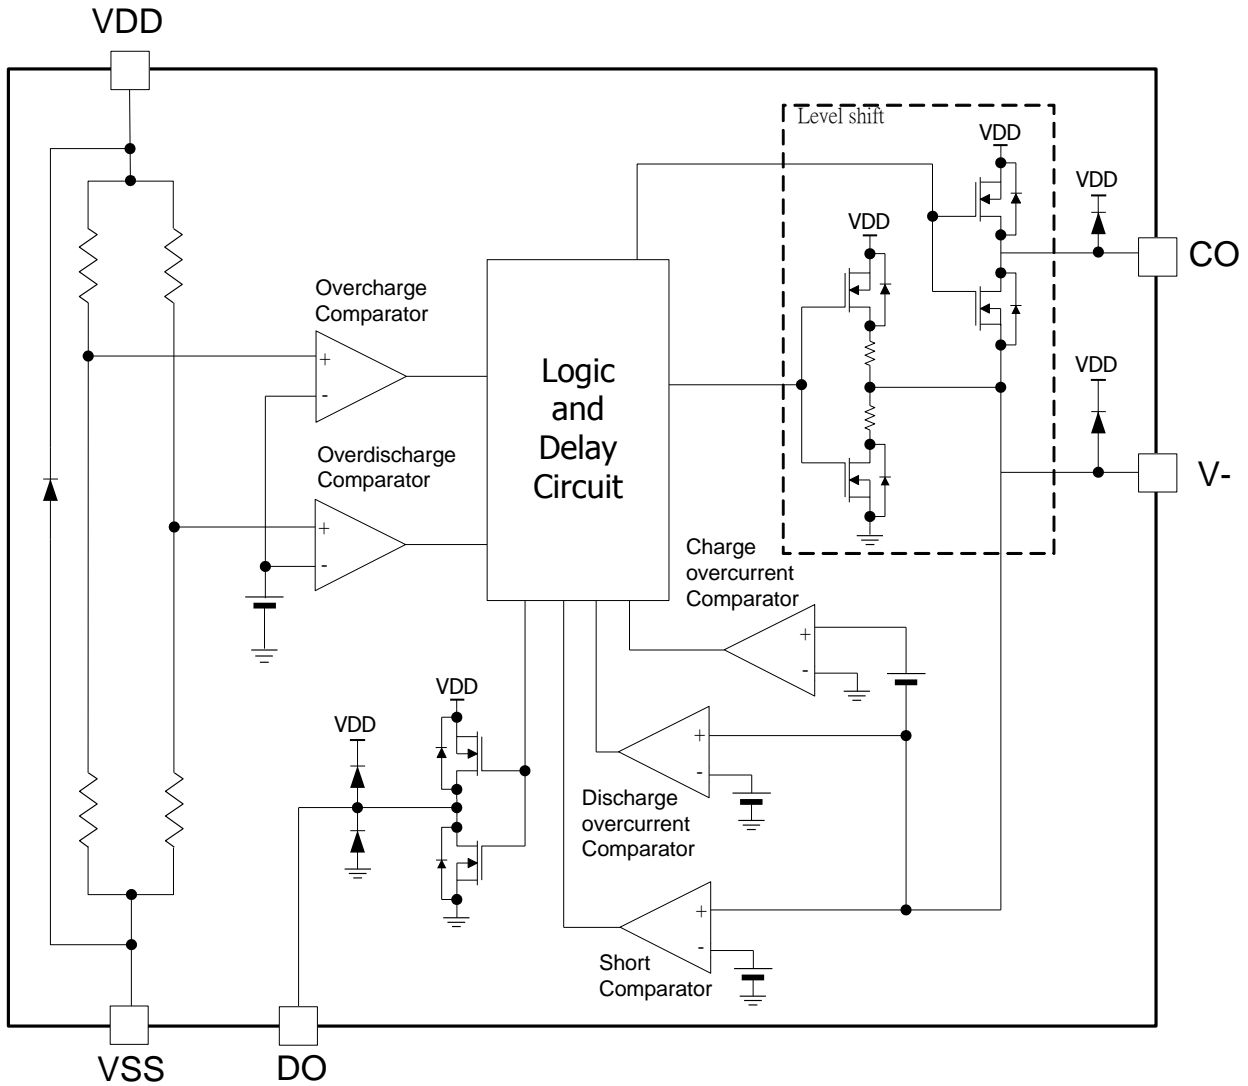 VDD
Level shift
VDD
VDD
VDD
CO
Overcharge
Comparator
+
-
Logic
and
Delay
Circuit
VDD
V-
Overdischarge
Comparator
+
-
Charge
overcurrent
Comparator
+
-
VDD
VDD
+
-
Discharge
overcurrent
Comparator
+
-
Short
Comparator
VSS
DO